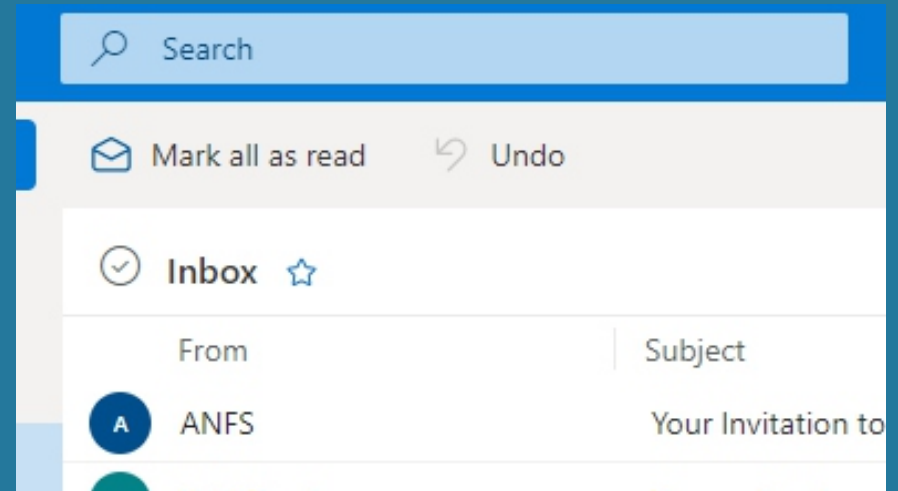 Search
Mark all as read Undo
Inbox
From Subject
A ANFS Your Invitation to